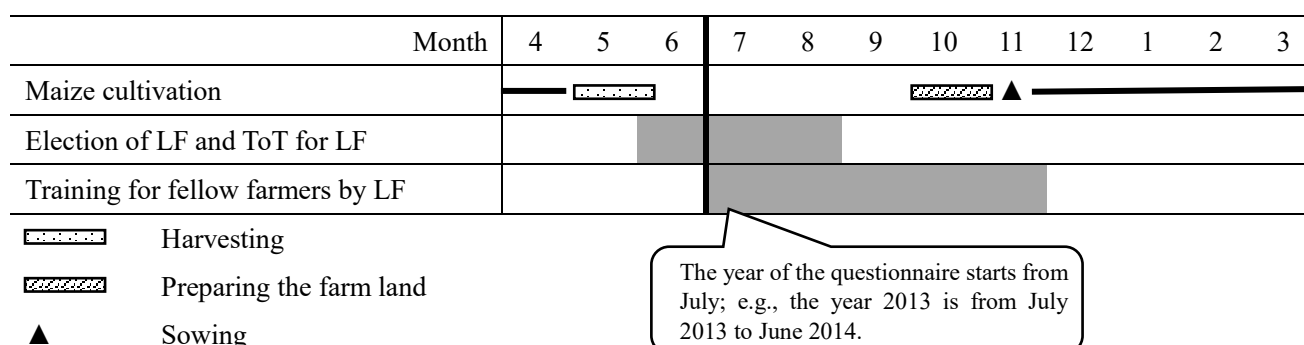 Month 4 5 6 7 8 9 10 11 12 1 2 3
Maize cultivation
Election of LF and ToT for LF
Training for fellow farmers by LF
Harvesting
Preparing the farm land
Sowing
The year of the questionnaire starts from
July; e.g., the year 2013 is from July
2013 to June 2014.